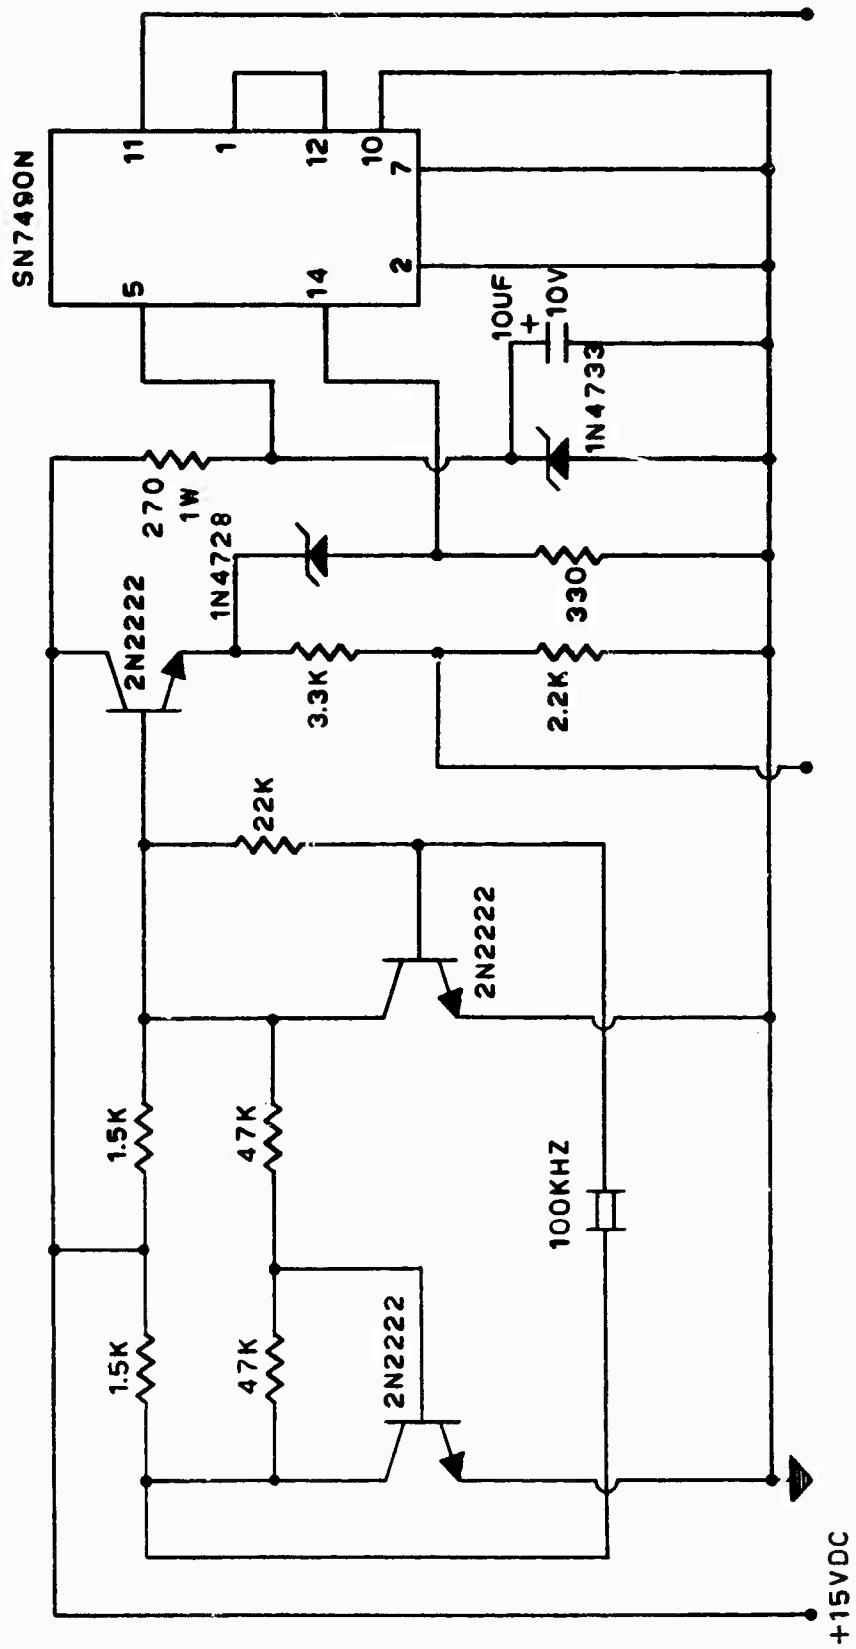 SN7490N
11
1
12
10
7
5
14
2
10UF
+
10V
1N4733
270
1W
1N4728
330
2N2222
3.3K
2.2K
22K
2N2222
1.5K
47K
100KHZ
1.5K
47K
2N2222
+15VDC